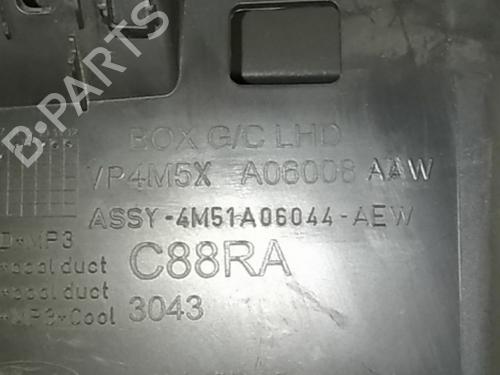 BOX G/C LHD
VP4M5X A06008 AAW
ASSY-4M51A06044-AEW
D+MP3
+cool duct C88RA
+cool duct
+MP3+Cool 3043
B-PARTS